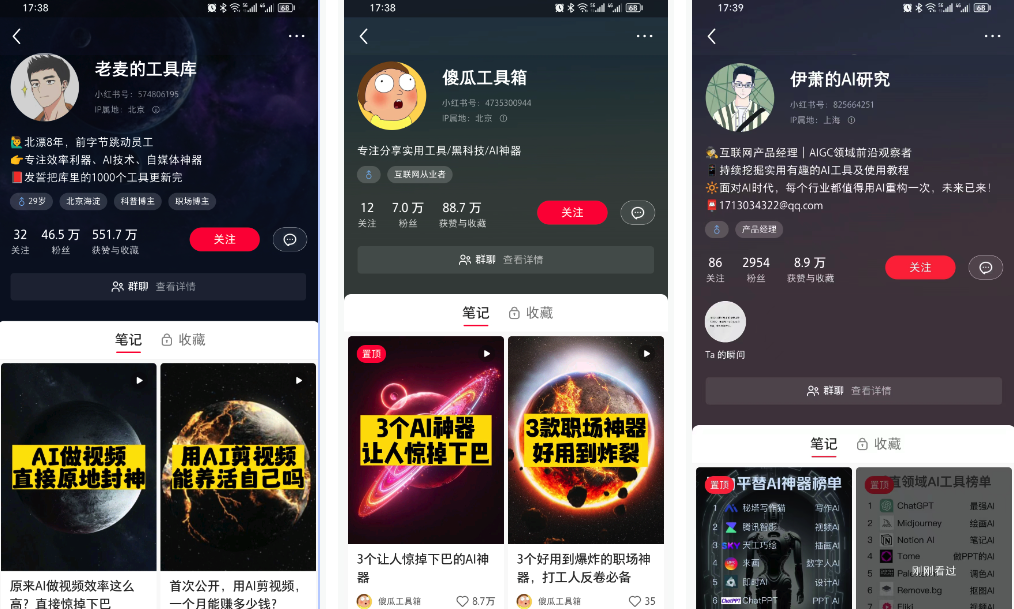 17:38
68
老麦的工具库
小红书号：574806195
IP属地：北京
北漂8年，前字节跳动员工
专注效率利器、AI技术、自媒体神器
发誓把库里的1000个工具更新完
29岁
北京海淀
科普博主
职场博主
32
46.5 万
551.7 万
关注
粉丝
获赞与收藏
关注
群聊 查看详情
笔记
收藏
AI做视频
直接原地封神
用AI剪视频
能养活自己吗
原来AI做视频效率这么
高？直接惊掉下巴
首次公开，用AI剪视频，
一个月能赚多少钱？
17:38
68
傻瓜工具箱
小红书号：4735300944
IP属地：北京
专注分享实用工具/黑科技/AI神器
互联网从业者
12
7.0 万
88.7 万
关注
粉丝
获赞与收藏
关注
群聊 查看详情
笔记
收藏
置顶
3个AI神器
让人惊掉下巴
3款职场神器
好用到炸裂
3个让人惊掉下巴的AI神
器
傻瓜工具箱
8.7万
3个好用到爆炸的职场神
器，打工人反卷必备
傻瓜工具箱
35
17:39
68
伊萧的AI研究
小红书号：825664251
IP属地：上海
互联网产品经理｜AIGC领域前沿观察者
持续挖掘实用有趣的AI工具及使用教程
面对AI时代，每个行业都值得用AI重构一次，未来已来！
1713034322@qq.com
产品经理
86
2954
8.9 万
关注
粉丝
获赞与收藏
关注
Ta 的瞬间
群聊 查看详情
笔记
收藏
置顶
平替AI神器榜单
1 秘塔写作猫 写作AI
2 腾讯智影 视频AI
3 天工巧绘 插画AI
4 来画 数字人AI
5 即时AI 设计AI
6 ChatPPT PPT AI
置顶
直领域AI工具榜单
1 ChatGPT 最强AI
2 Midjourney 绘画AI
3 Notion AI 笔记AI
4 Tome 做PPT的AI
5 调色AI
6 Remove.bg 抠图AI
刚刚看过